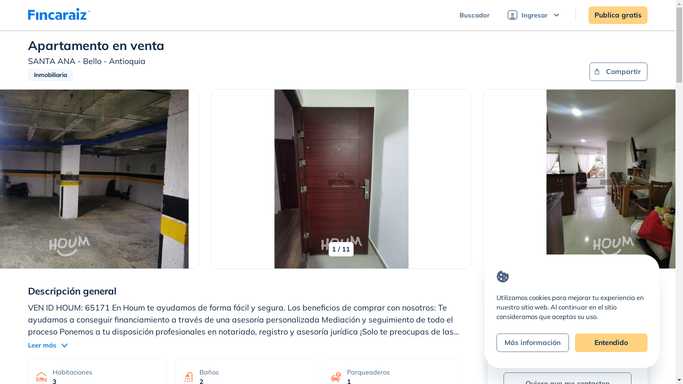 Fincaraiz
Buscador
Ingresar
Publica gratis
Apartamento en venta
SANTA ANA - Bello - Antioquia
Inmobiliaria
Compartir
HOUM
HOUM
HOUM
1 / 11
Descripción general
VEN ID HOUM: 65171 En Houm te ayudamos de forma fácil y segura. Los beneficios de comprar con nosotros: Te
ayudamos a conseguir financiamiento a través de una asesoría personalizada Mediación y seguimiento de todo el
proceso Ponemos a tu disposición profesionales en notariado, registro y asesoría jurídica ¡Solo te preocupas de las...
Leer más
Habitaciones
3
Baños
2
Parqueaderos
1
Utilizamos cookies para mejorar tu experiencia en
nuestro sitio web. Al continuar en el sitio
consideramos que aceptas su uso.
Más información
Entendido
Quiero que me contacten